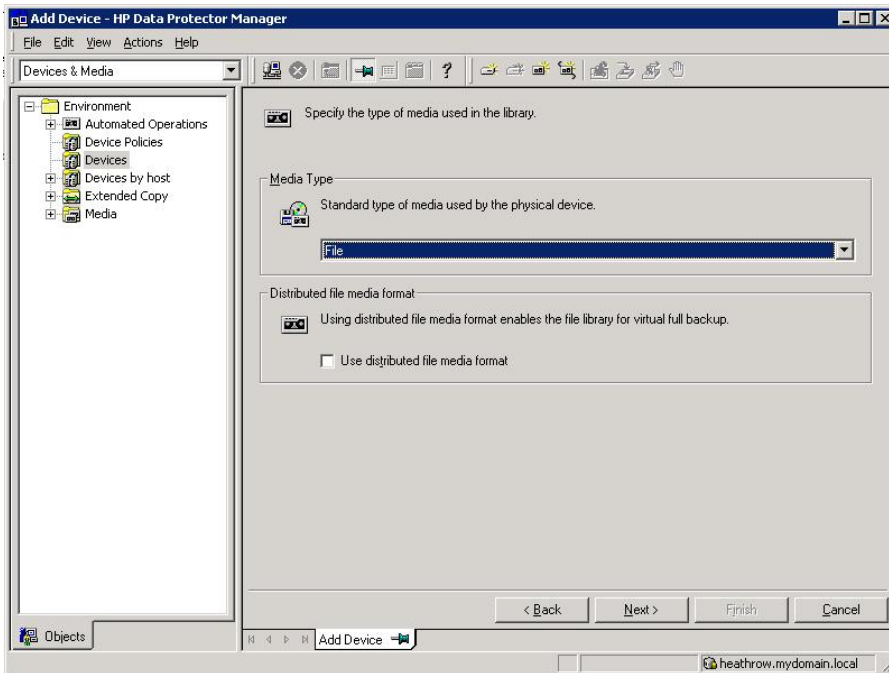 Add Device - HP Data Protector Manager
File Edit View Actions Help
Devices & Media
Environment
Automated Operations
Device Policies
Devices
Devices by host
Extended Copy
Media
Specify the type of media used in the library.
Media Type
Standard type of media used by the physical device.
File
Distributed file media format
Using distributed file media format enables the file library for virtual full backup.
Use distributed file media format
< Back Next > Finish Cancel
Objects
Add Device
heathrow.mydomain.local